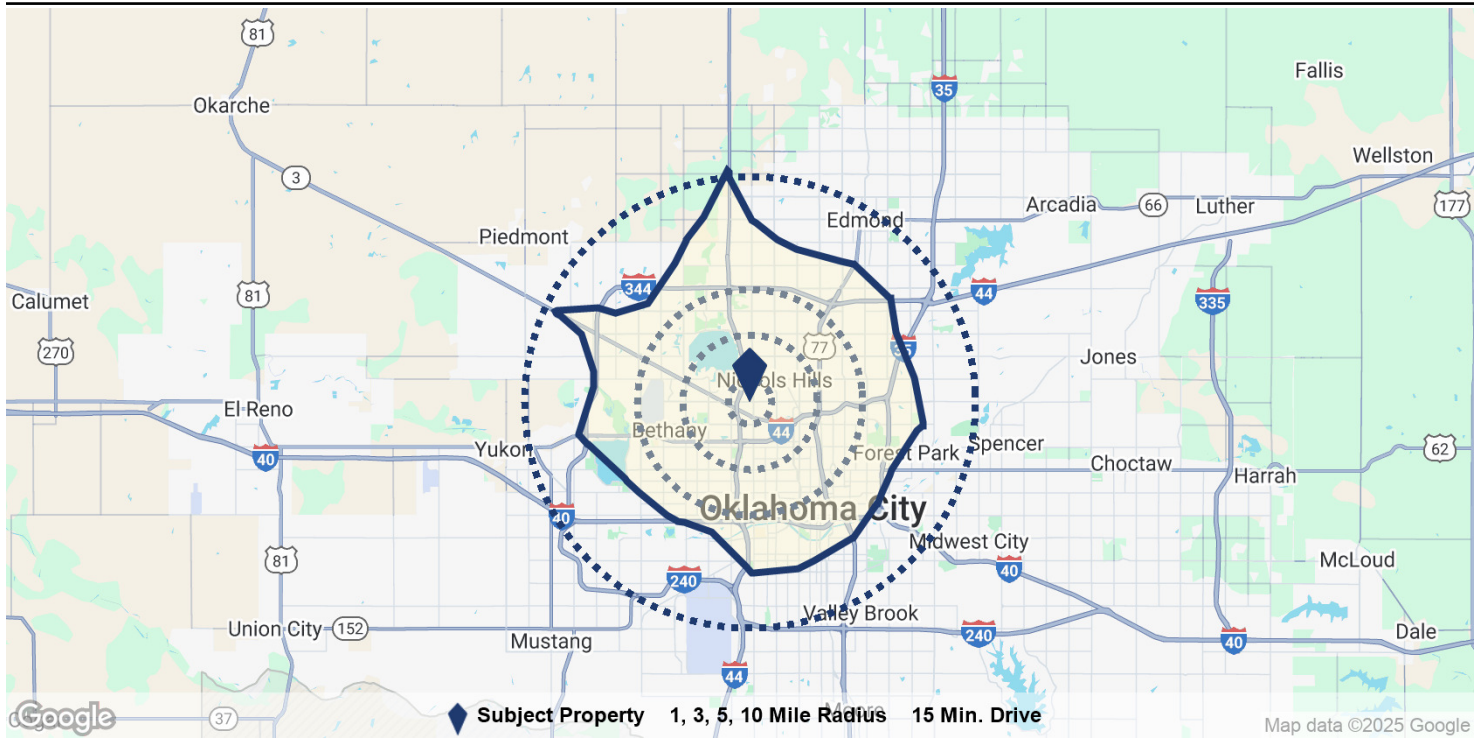 81
Fallis
35
Okarche
Wellston
3
Arcadia
66
Luther
177
Edmond
Piedmont
344
Calumet
81
44
335
270
77
35
Jones
Nichols Hills
El Reno
44
Bethany
Yukon
40
Forest Park
Spencer
62
Choctaw
Harrah
Oklahoma City
40
Midwest City
81
40
McLoud
240
Valley Brook
Union City
152
Mustang
240
Dale
40
44
Moore
37
Google
Subject Property 1, 3, 5, 10 Mile Radius 15 Min. Drive
Map data ©2025 Google